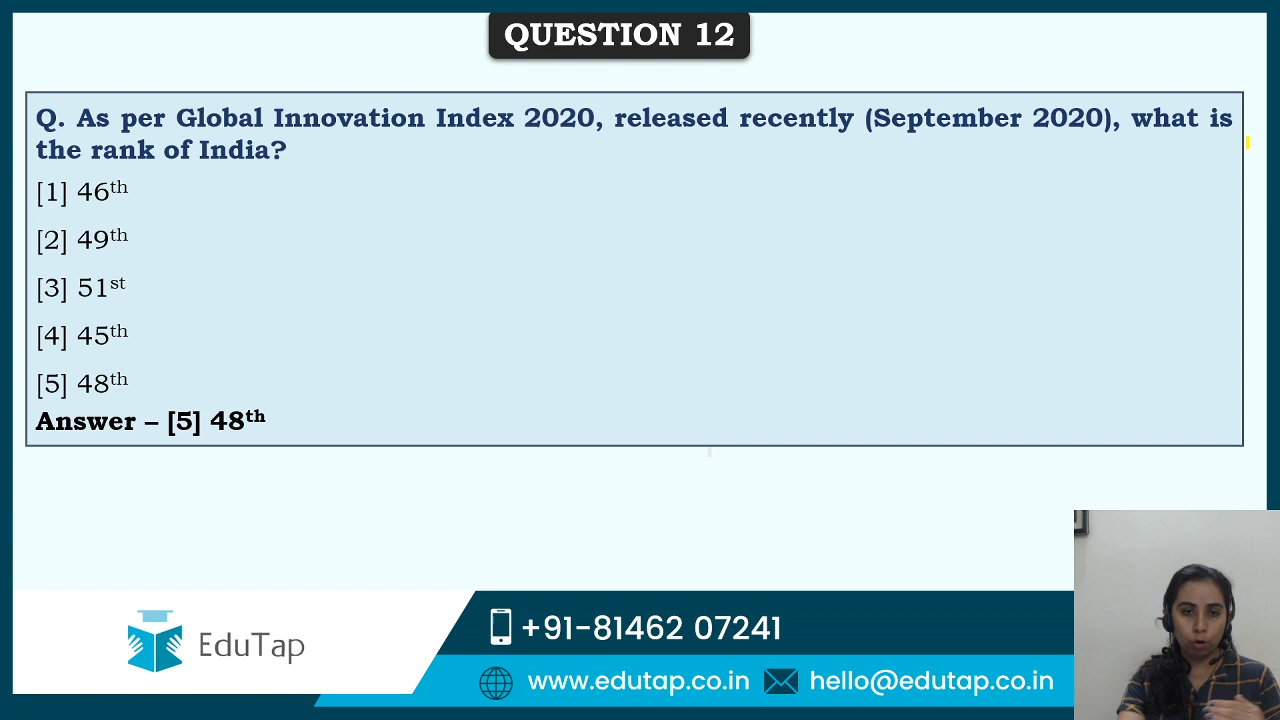 QUESTION 12
Q. As per Global Innovation Index 2020, released recently (September 2020), what is
the rank of India?
[1] 46th
[2] 49th
[3] 51st
[4] 45th
[5] 48th
Answer – [5] 48th
EduTap
+91-81462 07241
www.edutap.co.in hello@edutap.co.in